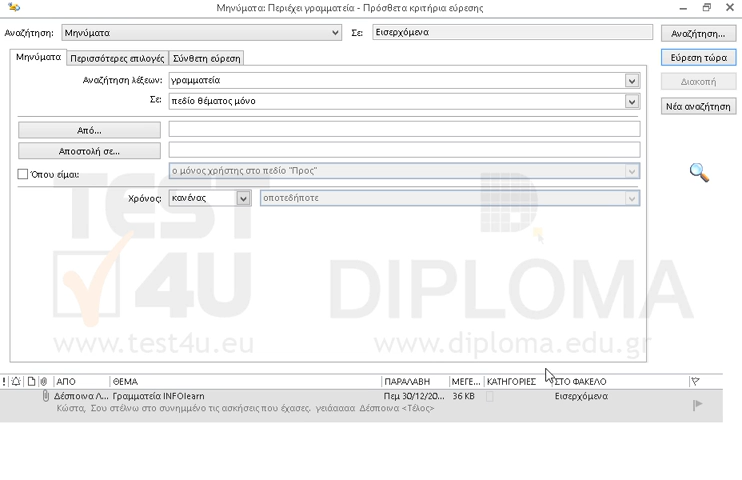 Μηνύματα: Περιέχει γραμματεία - Πρόσθετα κριτήρια εύρεσης
Αναζήτηση: Μηνύματα Σε: Εισερχόμενα Αναζήτηση...
Μηνύματα Περισσότερες επιλογές Σύνθετη εύρεση Εύρεση τώρα
Αναζήτηση λέξεων: γραμματεία Διακοπή
Σε: πεδίο θέματος μόνο Νέα αναζήτηση
Από...
Αποστολή σε...
Όπου είμαι: ο μόνος χρήστης στο πεδίο "Προς"
Χρόνος: κανένας οποτεδήποτε
TEST 4U D DIPLOMA
www.test4u.eu www.diploma.edu.gr
! ΑΠΟ ΘΕΜΑ ΠΑΡΑΛΑΒΗ ΜΕΓΕ... ΚΑΤΗΓΟΡΙΕΣ ΣΤΟ ΦΑΚΕΛΟ
Δέσποινα Λ... Γραμματεία INFOlearn Πεμ 30/12/20... 36 KB Εισερχόμενα
Κώστα, Σου στέλνω στο συνημμένο τις ασκήσεις που έχασες. γειάαααα Δέσποινα <Τέλος>